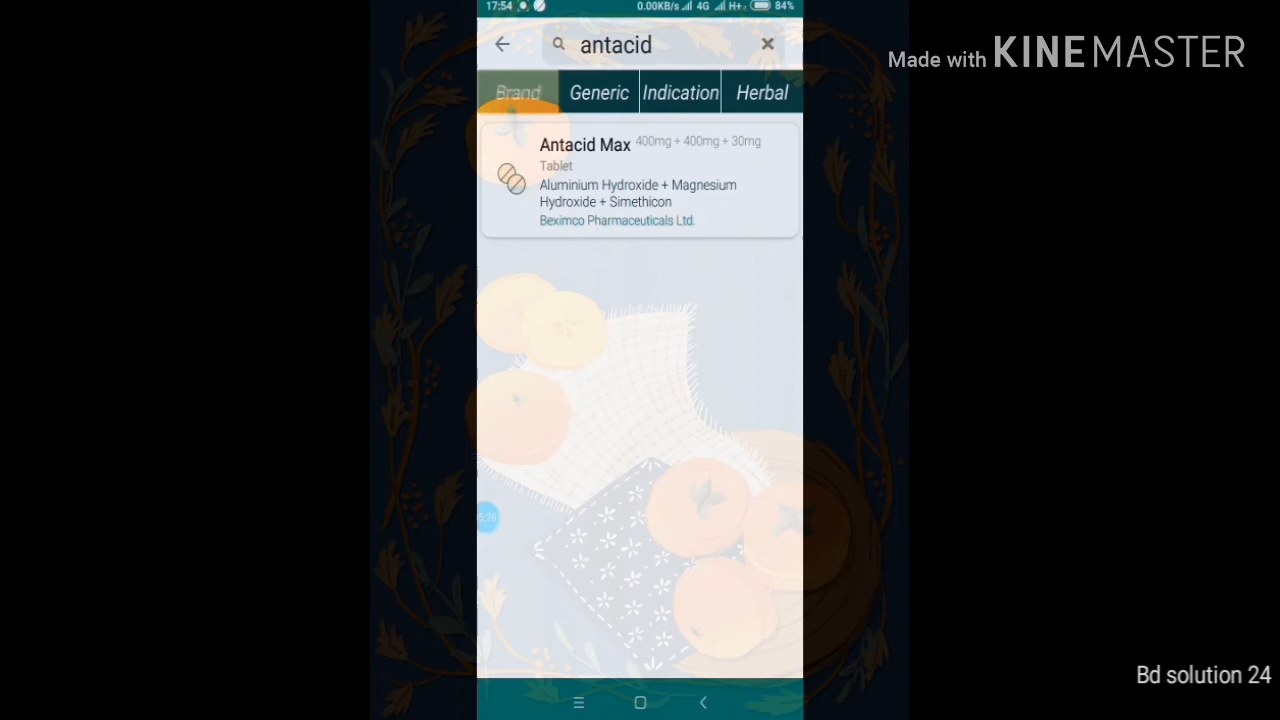 17:54 0.00KB/s 4G H+ 84%
Made with KINEMASTER
antacid
Brand Generic Indication Herbal
Antacid Max 400mg + 400mg + 30mg
Tablet
Aluminium Hydroxide + Magnesium
Hydroxide + Simethicon
Beximco Pharmaceuticals Ltd.
Bd solution 24